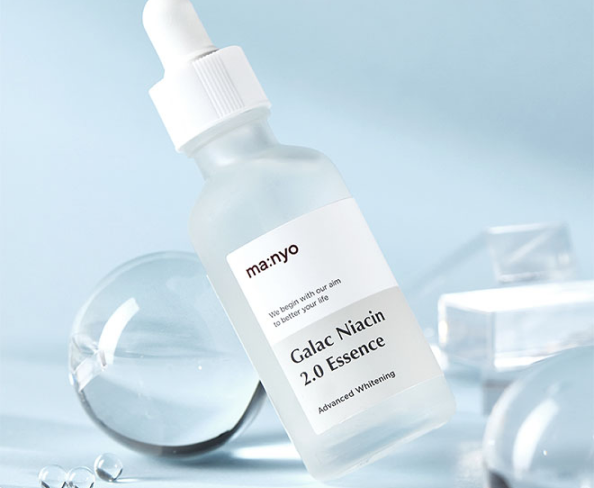 ma:nyo
We begin with our aim
to better your life
Galac Niacin
2.0 Essence
Advanced Whitening